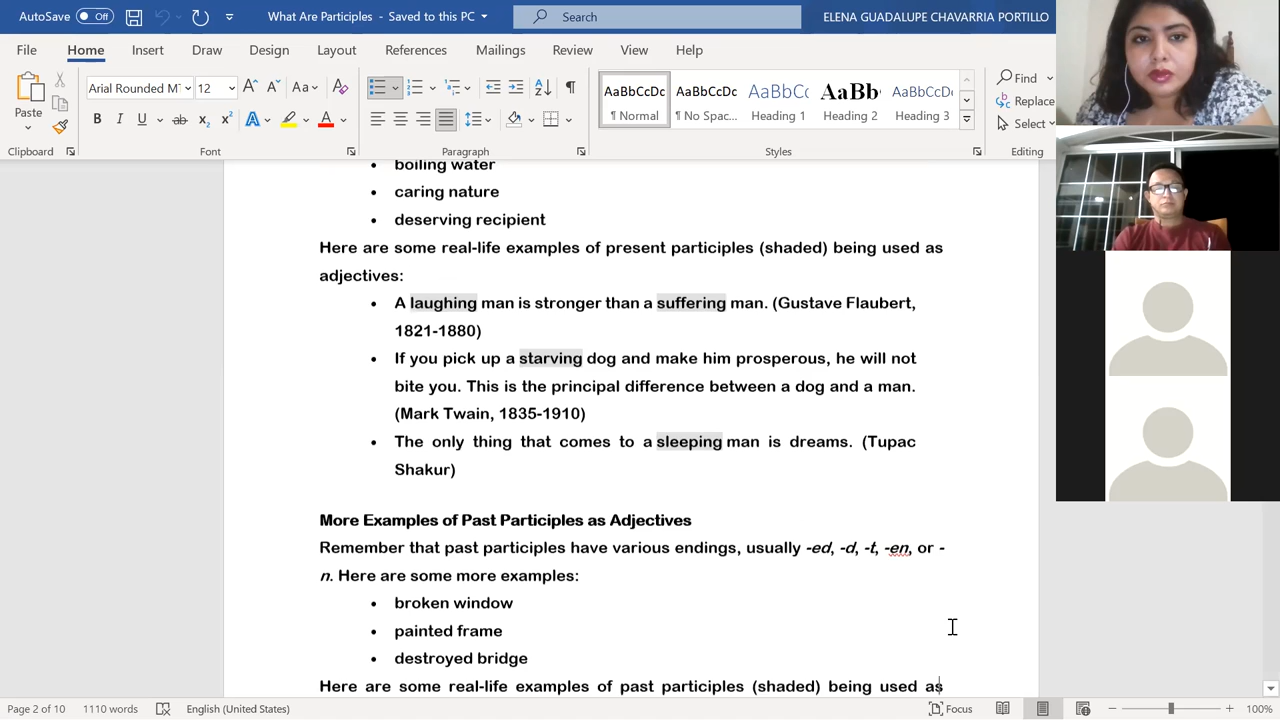 AutoSave Off What Are Participles - Saved to this PC Search ELENA GUADALUPE CHAVARRIA PORTILLO
File Home Insert Draw Design Layout References Mailings Review View Help
Paste Arial Rounded M 12 Aa AaBbCcDc AaBbCcDc AaBbCc AaBb AaBbCcD Find
¶ Normal ¶ No Spac... Heading 1 Heading 2 Heading 3 Replace
Select
Clipboard Font Paragraph Styles Editing
boiling water
caring nature
deserving recipient
Here are some real-life examples of present participles (shaded) being used as
adjectives:
A laughing man is stronger than a suffering man. (Gustave Flaubert,
1821-1880)
If you pick up a starving dog and make him prosperous, he will not
bite you. This is the principal difference between a dog and a man.
(Mark Twain, 1835-1910)
The only thing that comes to a sleeping man is dreams. (Tupac
Shakur)
More Examples of Past Participles as Adjectives
Remember that past participles have various endings, usually -ed, -d, -t, -en, or -
n. Here are some more examples:
broken window
painted frame
destroyed bridge
Here are some real-life examples of past participles (shaded) being used as
Page 2 of 10 1110 words English (United States) Focus 100%